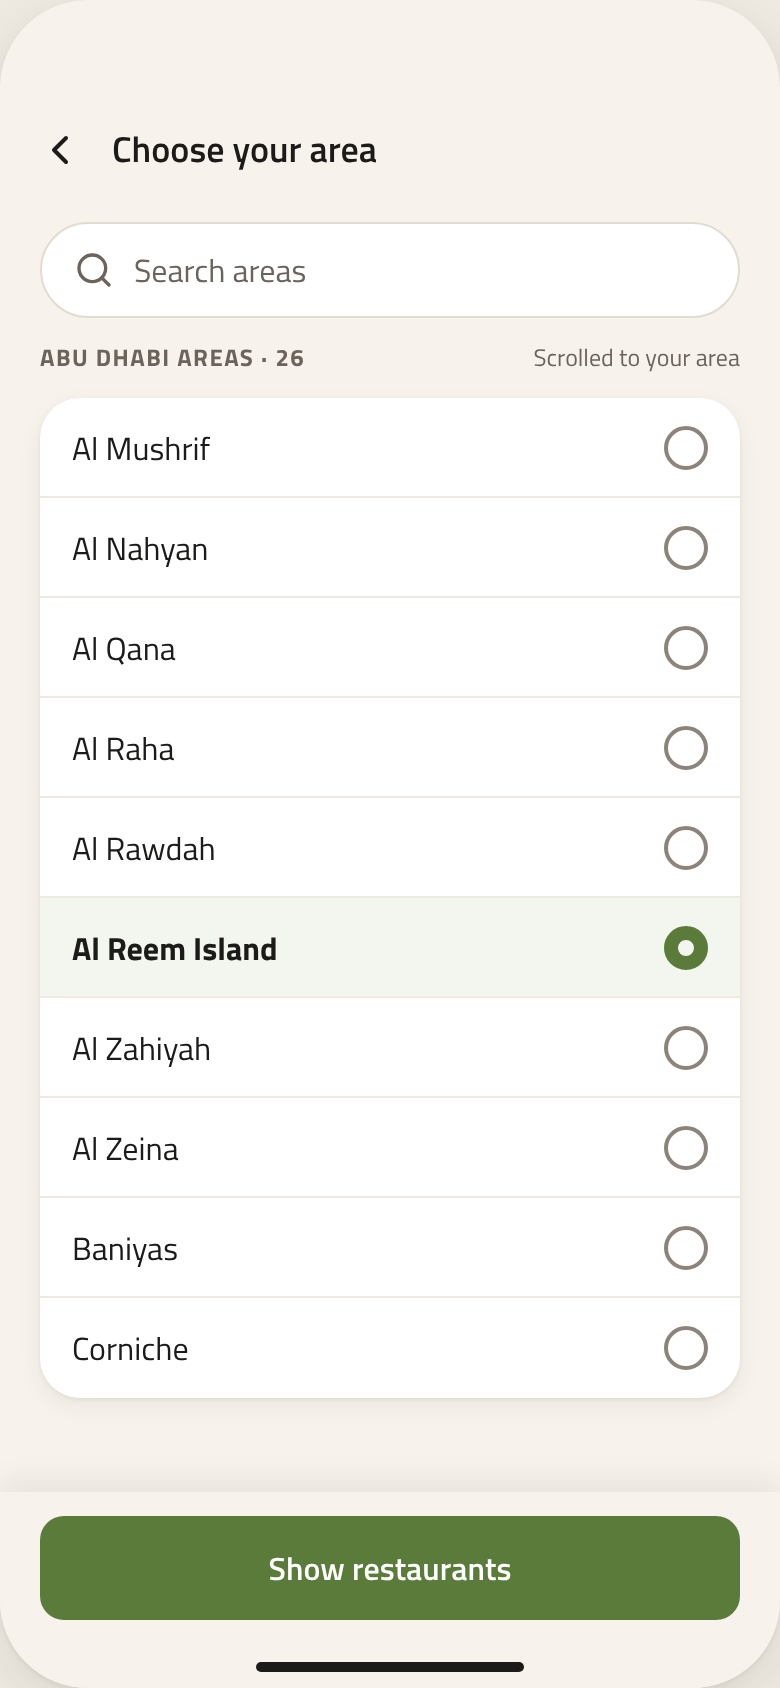 Choose your area
Search areas
ABU DHABI AREAS · 26
Scrolled to your area
Al Mushrif
Al Nahyan
Al Qana
Al Raha
Al Rawdah
Al Reem Island
Al Zahiyah
Al Zeina
Baniyas
Corniche
Show restaurants